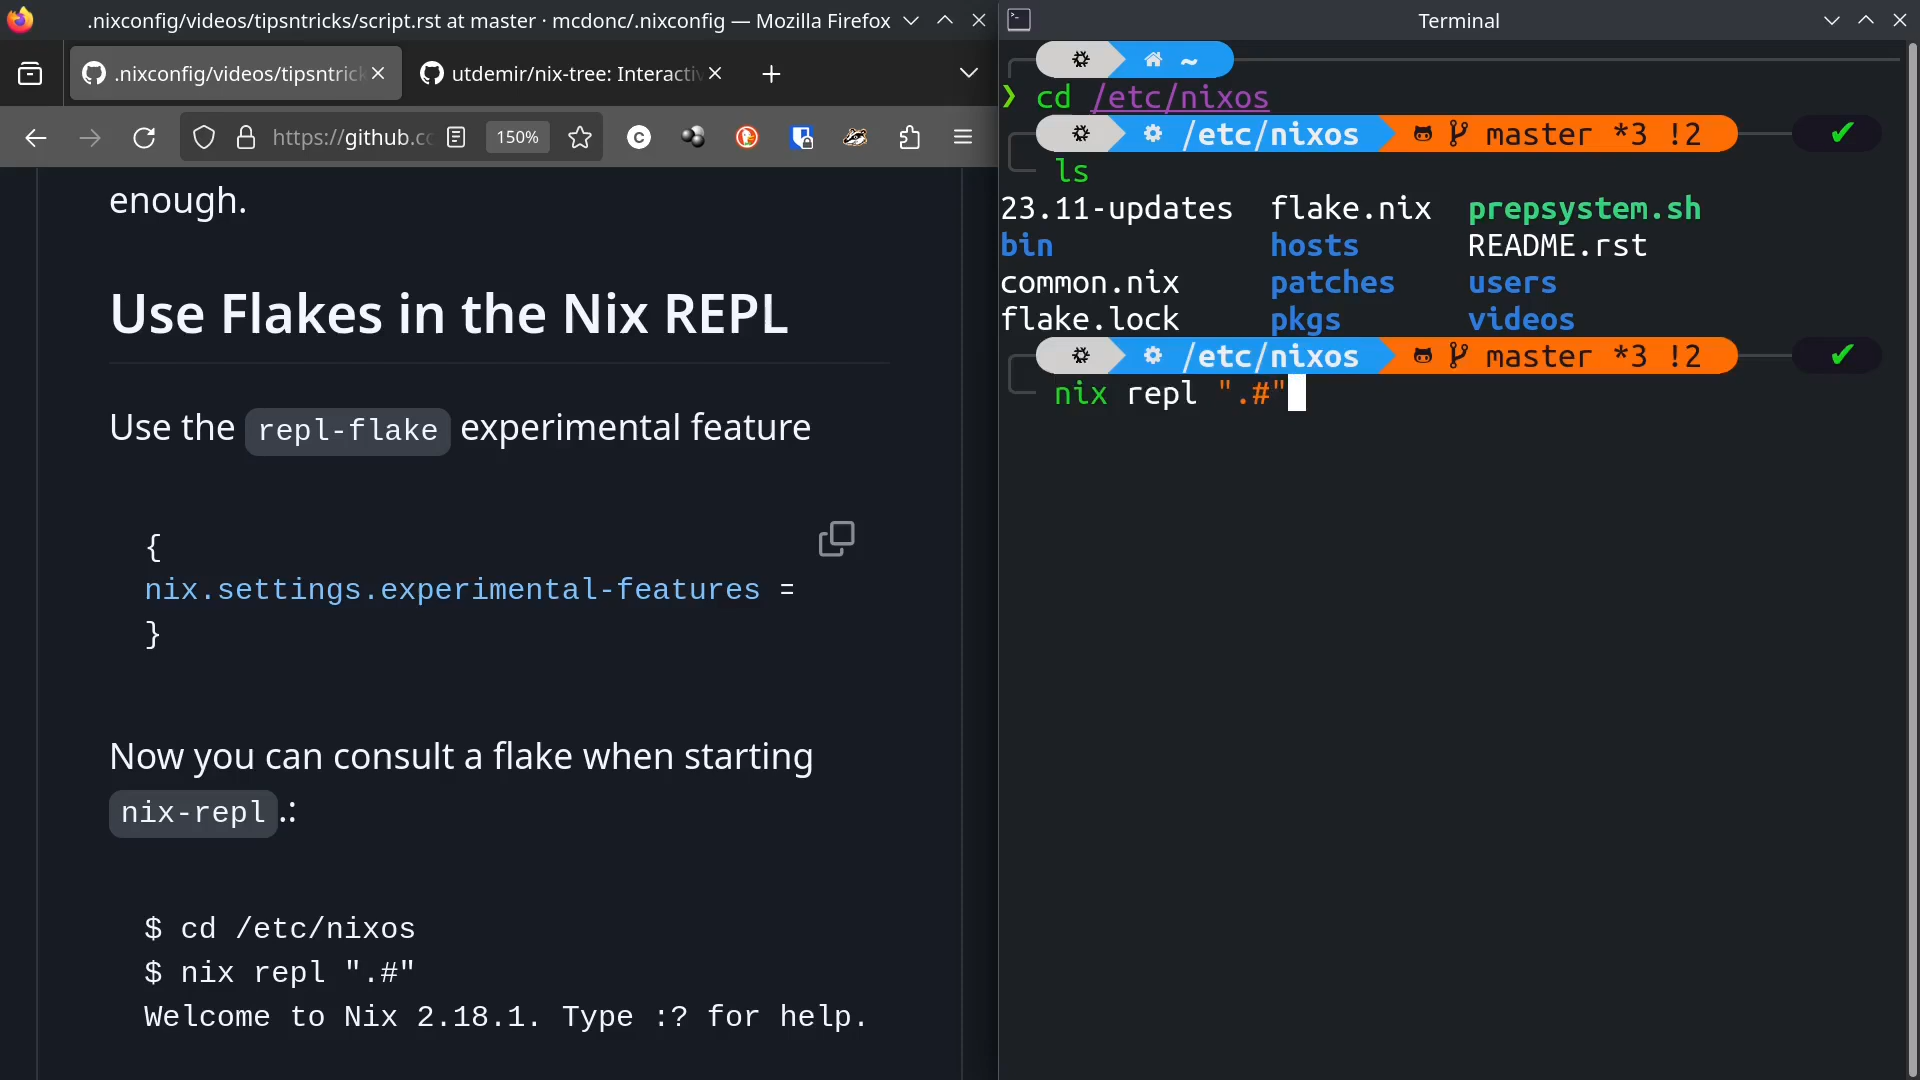 .nixconfig/videos/tipsntricks/script.rst at master · mcdonc/.nixconfig — Mozilla Firefox
.nixconfig/videos/tipsntrick
utdemir/nix-tree: Interactiv
https://github.co
150%
enough.
Use Flakes in the Nix REPL
Use the repl-flake experimental feature
{
nix.settings.experimental-features =
}
Now you can consult a flake when starting
nix-repl.:
$ cd /etc/nixos
$ nix repl ".#"
Welcome to Nix 2.18.1. Type :? for help.
Terminal
~
❯ cd /etc/nixos
/etc/nixos master *3 !2 ✔
ls
23.11-updates flake.nix prepsystem.sh
bin hosts README.rst
common.nix patches users
flake.lock pkgs videos
/etc/nixos master *3 !2 ✔
nix repl ".#"